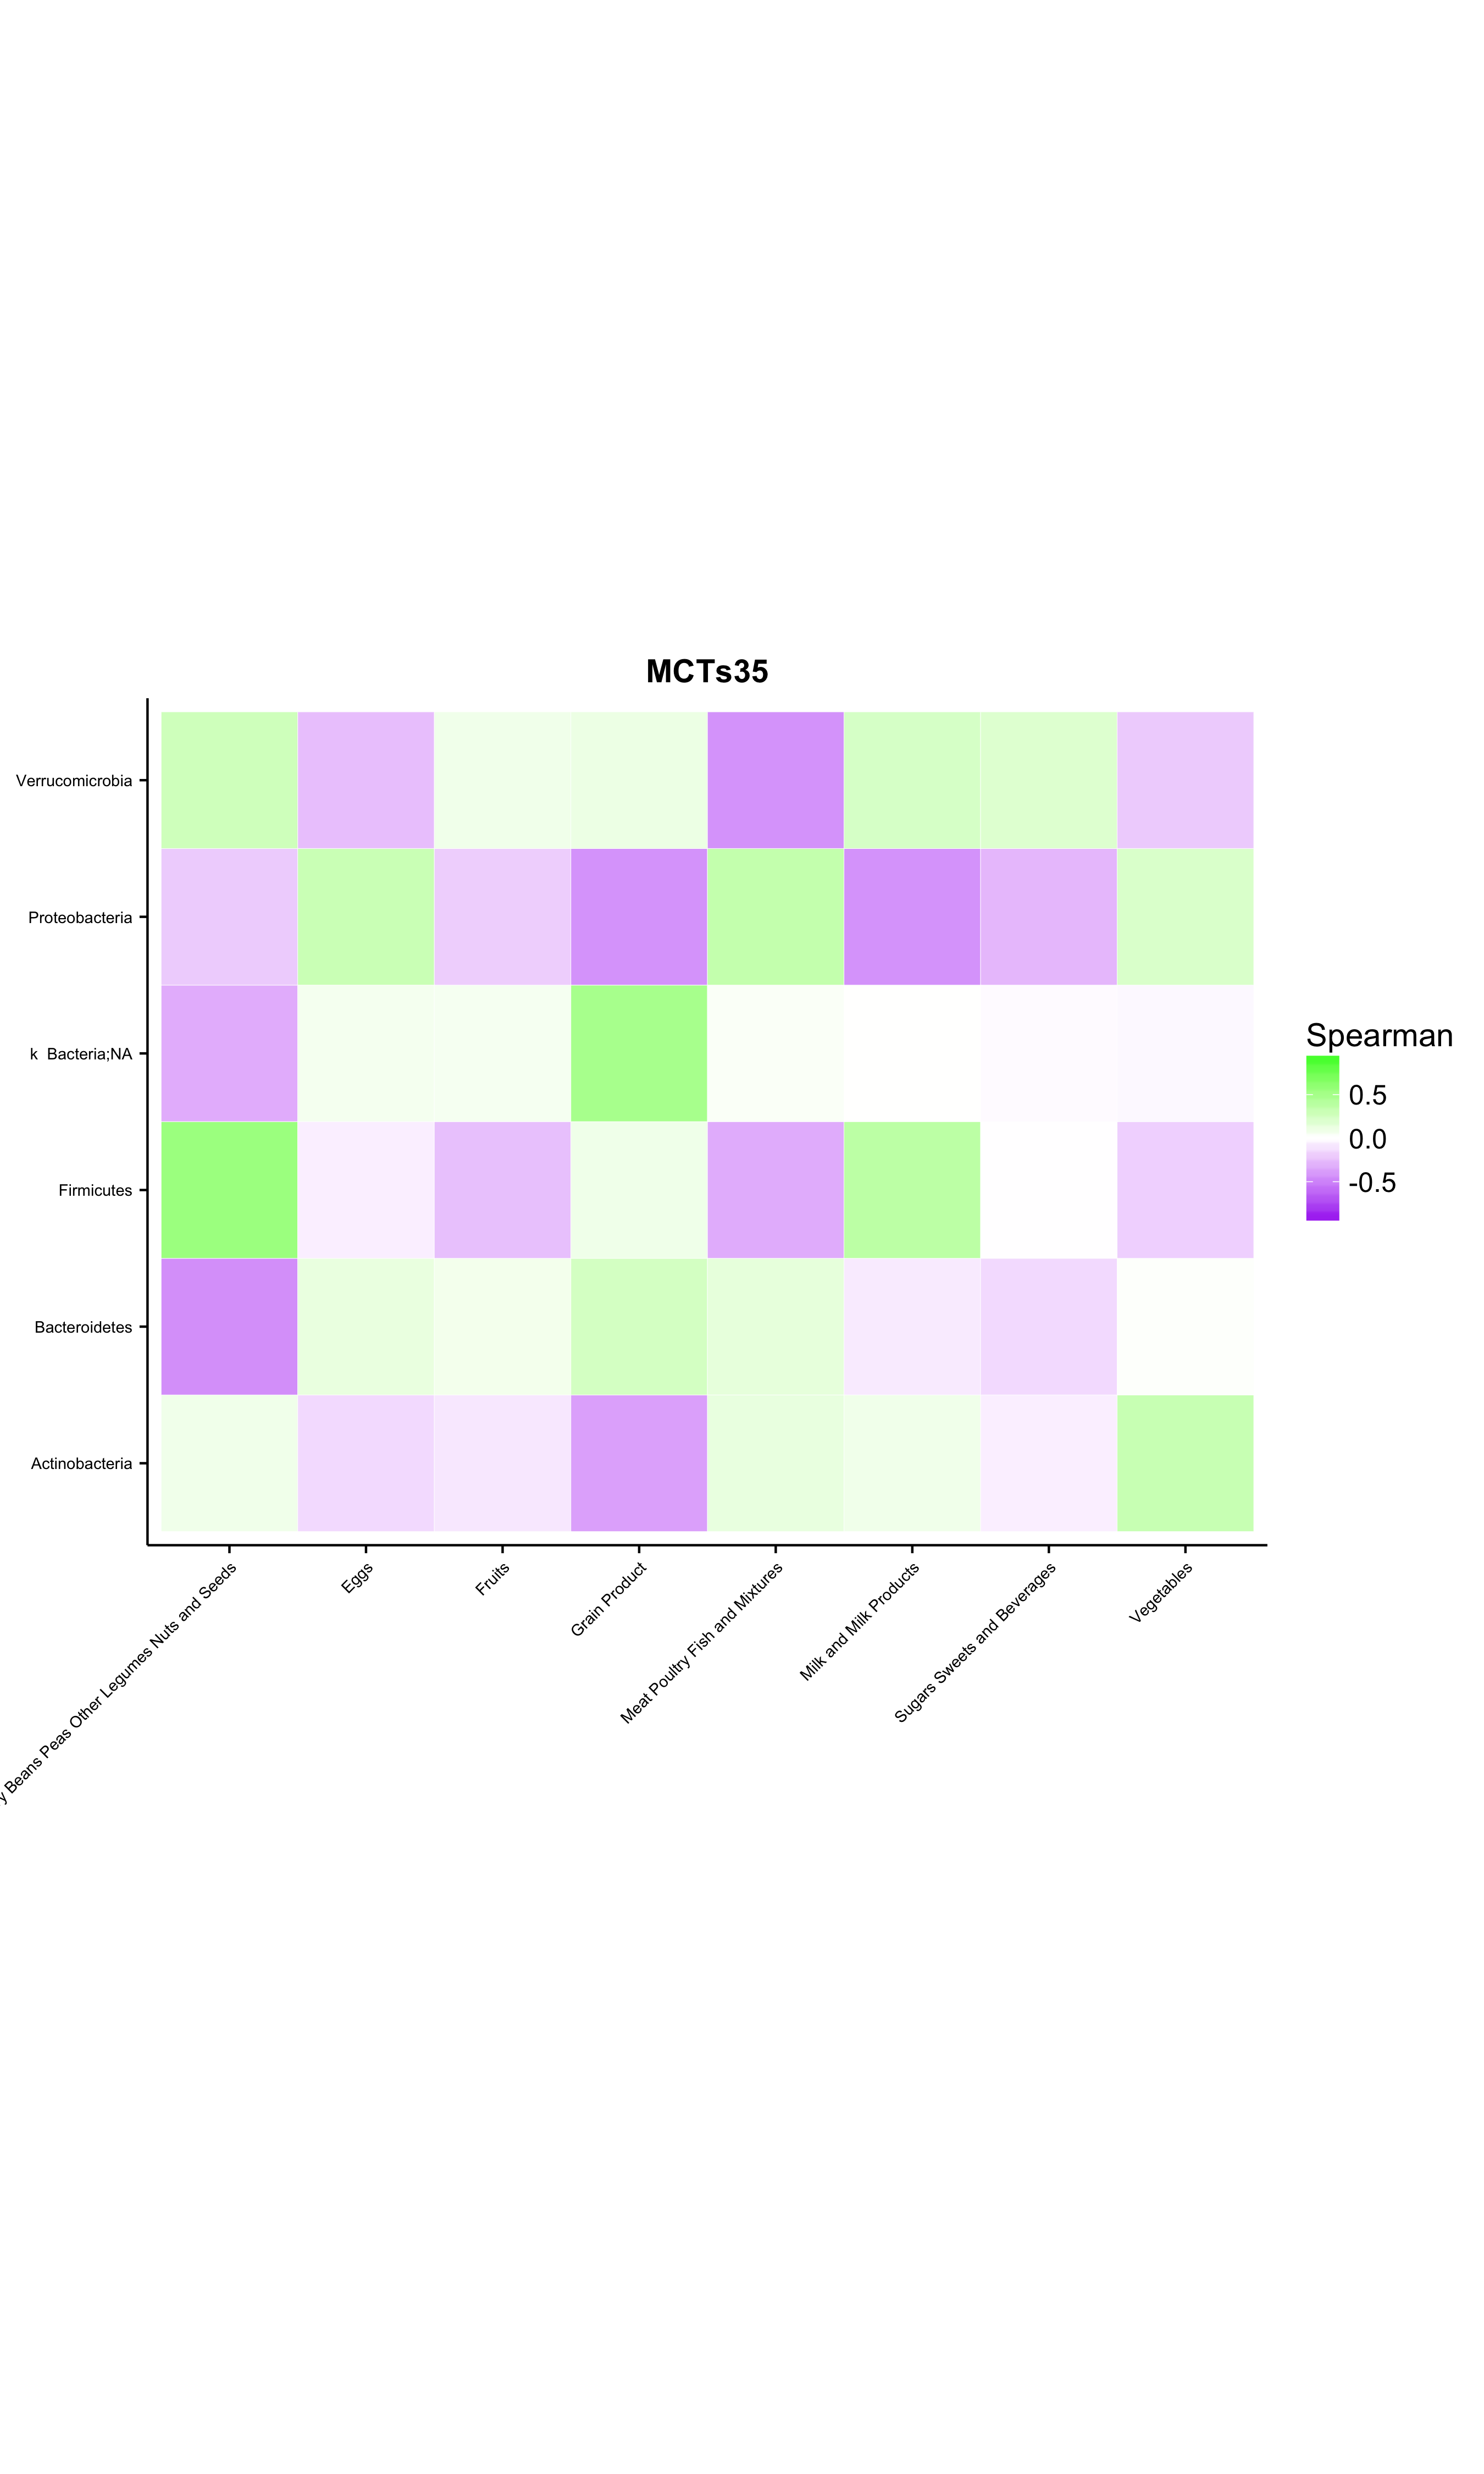 MCTs35
Verrucomicrobia
Proteobacteria
k  Bacteria;NA
Firmicutes
Bacteroidetes
Actinobacteria
Spearman
0.5
0.0
-0.5
Beans Peas Other Legumes Nuts and Seeds
Eggs
Fruits
Grain Product
Meat Poultry Fish and Mixtures
Milk and Milk Products
Sugars Sweets and Beverages
Vegetables